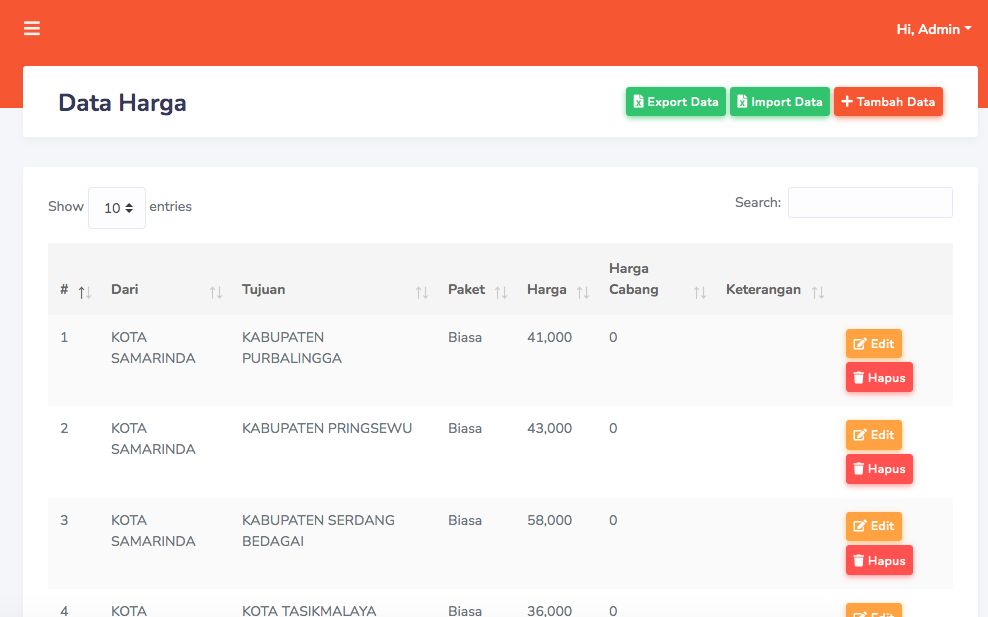 Hi, Admin
Data Harga
Export Data Import Data Tambah Data
Show 10 entries
Search:
# Dari Tujuan Paket Harga Harga Cabang Keterangan
1 KOTA SAMARINDA KABUPATEN PURBALINGGA Biasa 41,000 0
Edit
Hapus
2 KOTA SAMARINDA KABUPATEN PRINGSEWU Biasa 43,000 0
Edit
Hapus
3 KOTA SAMARINDA KABUPATEN SERDANG BEDAGAI Biasa 58,000 0
Edit
Hapus
4 KOTA KOTA TASIKMALAYA Biasa 36,000 0
Edit